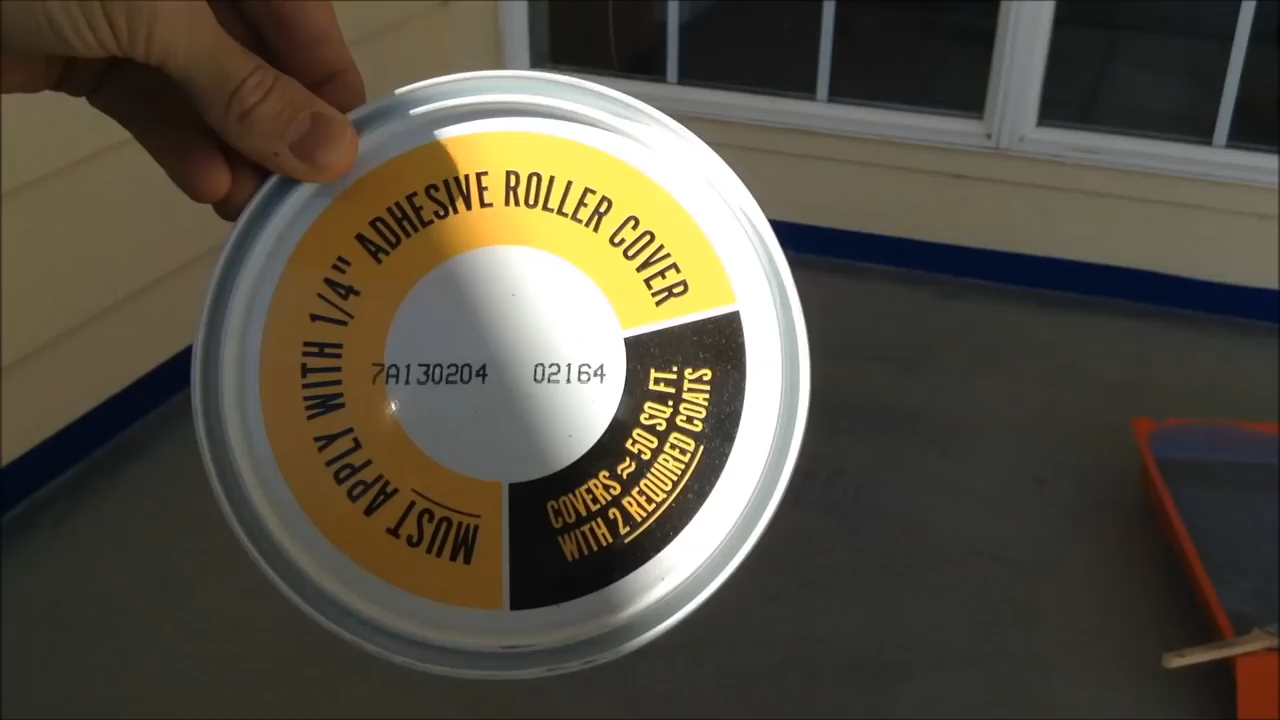 MUST APPLY WITH 1/4" ADHESIVE ROLLER COVER
7A130204 02164
COVERS ≈ 50 SQ. FT.
WITH 2 REQUIRED COATS